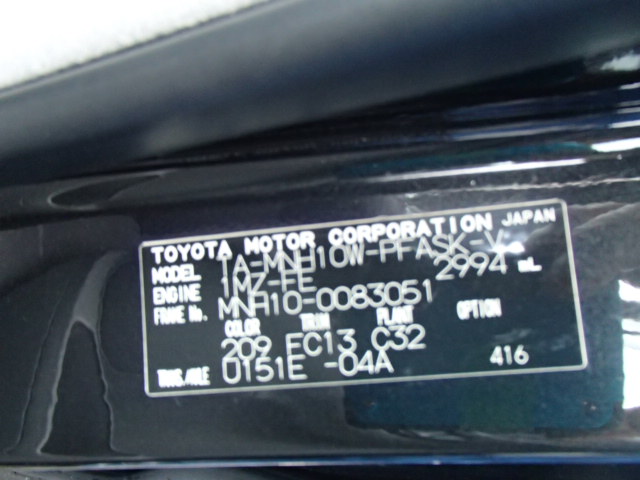 TOYOTA MOTOR CORPORATION JAPAN
MODEL TA-MNH10W-PFASK-V
ENGINE 1MZ-FE 2994 mL
FRAME No. MNH10-0083051
COLOR TRIM PLANT OPTION
209 FC13 C32
TRANS/AXLE U151E -04A 416